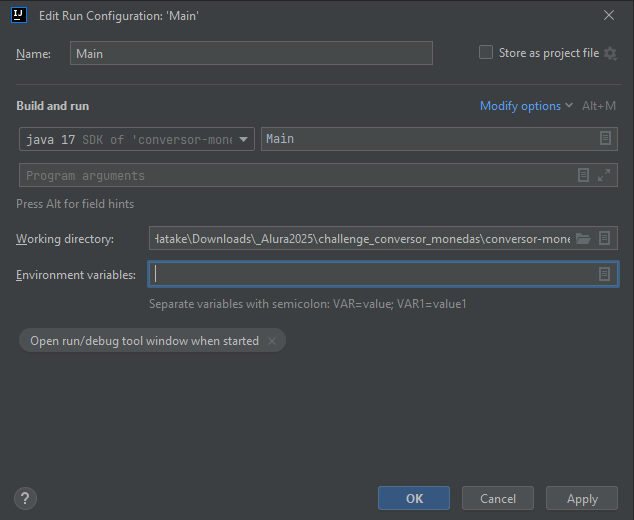 IJ
Edit Run Configuration: 'Main'
Name:
Main
Store as project file
Build and run
Modify options
Alt+M
java 17 SDK of 'conversor-mone
Main
Program arguments
Press Alt for field hints
Working directory:
Hatake\Downloads\_Alura2025\challenge_conversor_monedas\conversor-mone
Environment variables:
Separate variables with semicolon: VAR=value; VAR1=value1
Open run/debug tool window when started
?
OK
Cancel
Apply